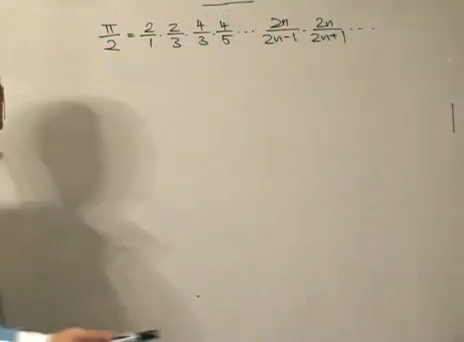 π/2 = 2/1 · 2/3 · 4/3 · 4/5 ··· 2n/2n-1 · 2n/2n+1 ···